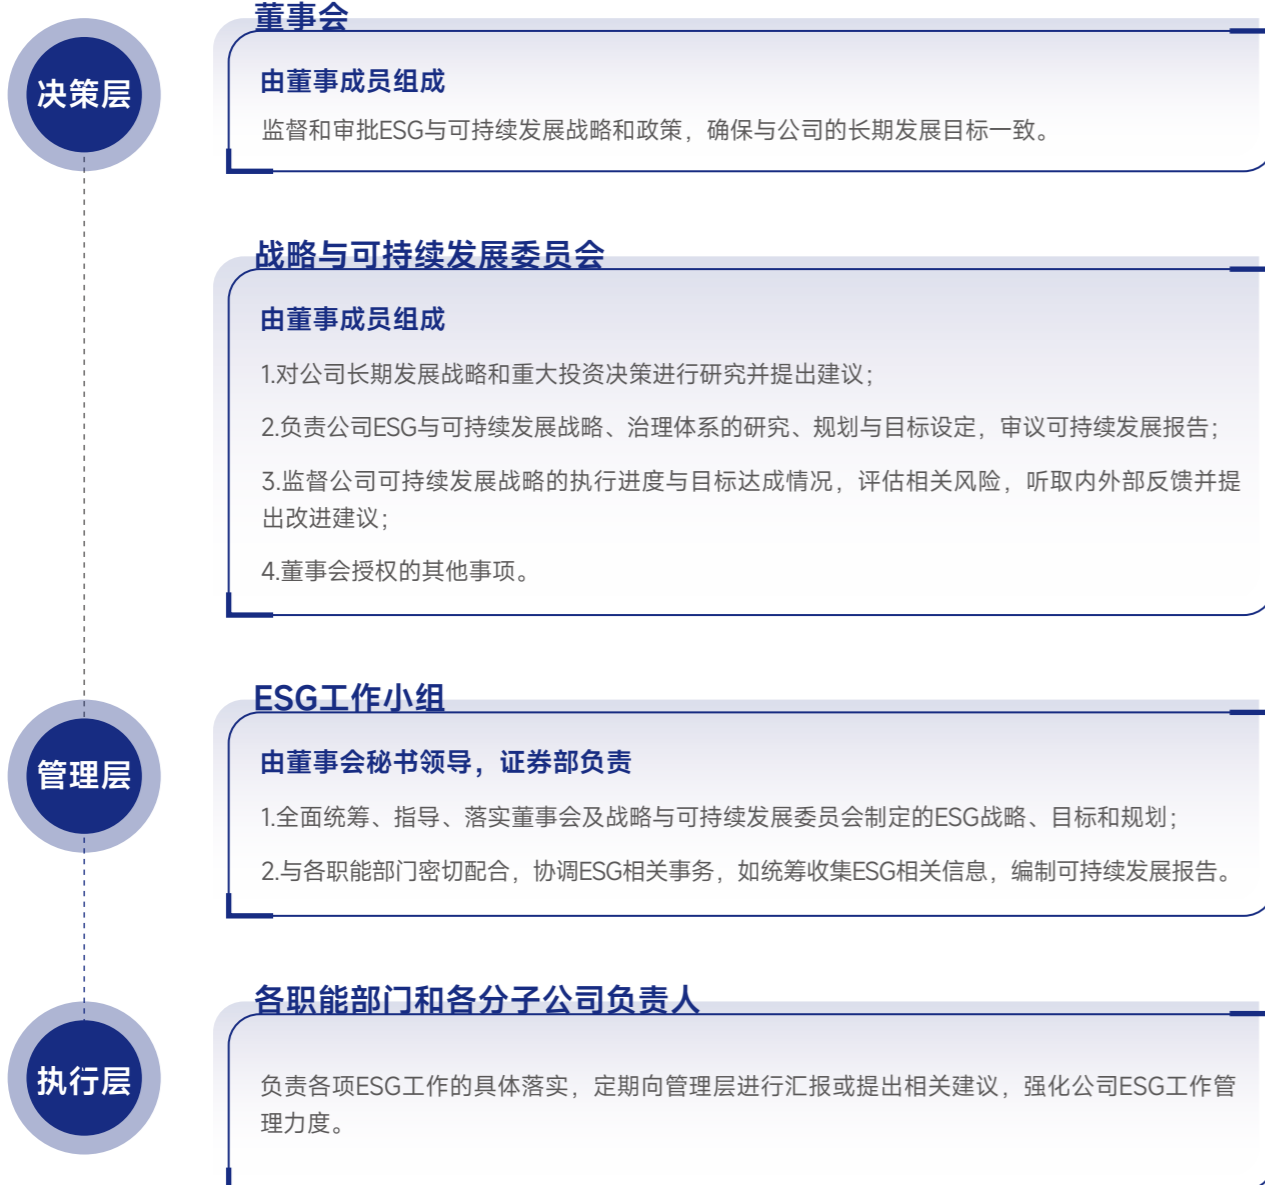 董事会
决策层
由董事成员组成
监督和审批ESG与可持续发展战略和政策，确保与公司的长期发展目标一致。
战略与可持续发展委员会
由董事成员组成
1.对公司长期发展战略和重大投资决策进行研究并提出建议；
2.负责公司ESG与可持续发展战略、治理体系的研究、规划与目标设定，审议可持续发展报告；
3.监督公司可持续发展战略的执行进度与目标达成情况，评估相关风险，听取内外部反馈并提
出改进建议；
4.董事会授权的其他事项。
ESG工作小组
管理层
由董事会秘书领导，证券部负责
1.全面统筹、指导、落实董事会及战略与可持续发展委员会制定的ESG战略、目标和规划；
2.与各职能部门密切配合，协调ESG相关事务，如统筹收集ESG相关信息，编制可持续发展报告。
各职能部门和各分子公司负责人
执行层
负责各项ESG工作的具体落实，定期向管理层进行汇报或提出相关建议，强化公司ESG工作管
理力度。